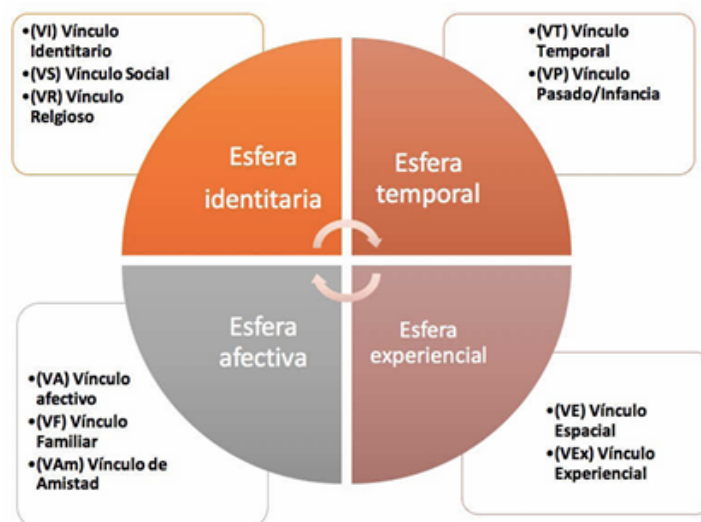 •(VI) Vínculo
Identitario
•(VS) Vínculo Social
•(VR) Vínculo
Relgioso
•(VT) Vínculo
Temporal
•(VP) Vínculo
Pasado/Infancia
Esfera
identitaria
Esfera
temporal
Esfera
afectiva
Esfera
experiencial
•(VA) Vínculo
afectivo
•(VF) Vínculo
Familiar
•(VAm) Vínculo de
Amistad
•(VE) Vínculo
Espacial
•(VEx) Vínculo
Experiencial